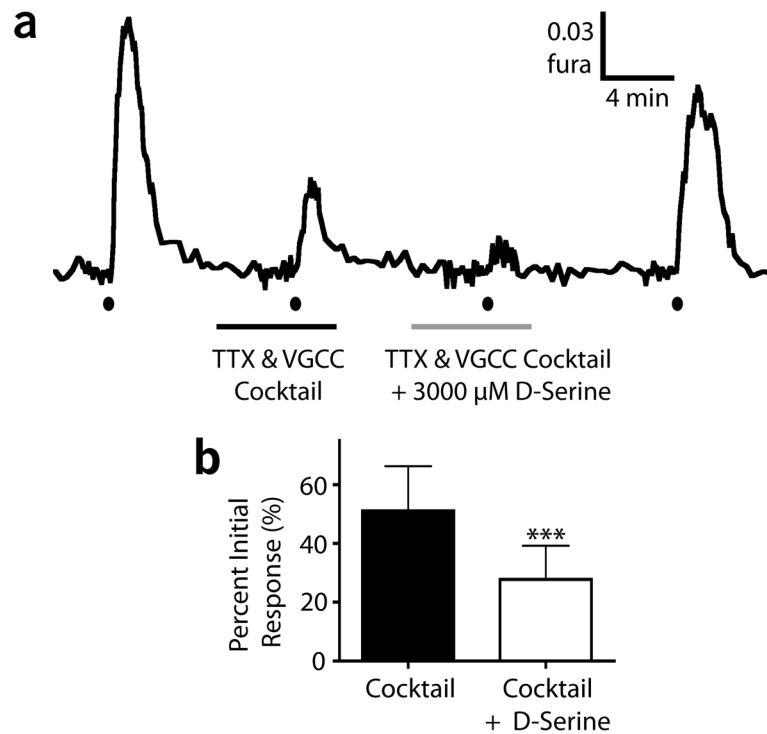 a
0.03
fura
4 min
TTX & VGCC
Cocktail
TTX & VGCC Cocktail
+ 3000 µM D-Serine
b
Percent Initial
Response (%)
60
40
20
0
***
Cocktail
Cocktail
+ D-Serine